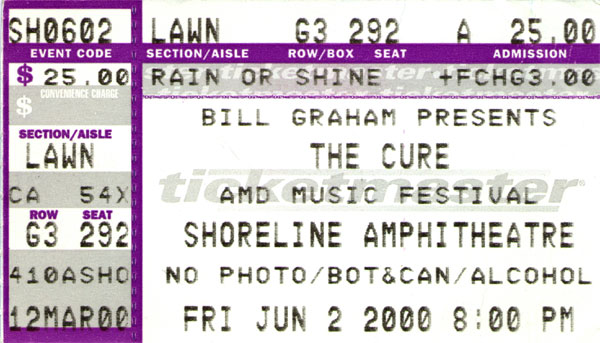 SH0602 LAWN G3 292 A 25.00
EVENT CODE SECTION/AISLE ROW/BOX SEAT ADMISSION
$ 25.00 RAIN OR SHINE +FCHG3.00
$ CONVENIENCE CHARGE
BILL GRAHAM PRESENTS
SECTION/AISLE
LAWN THE CURE
ticketmaster
CA 54X AMD MUSIC FESTIVAL
ROW SEAT
G3 292 SHORELINE AMPHITHEATRE
410ASHO NO PHOTO/BOT&CAN/ALCOHOL
12MAR00 FRI JUN 2 2000 8:00 PM